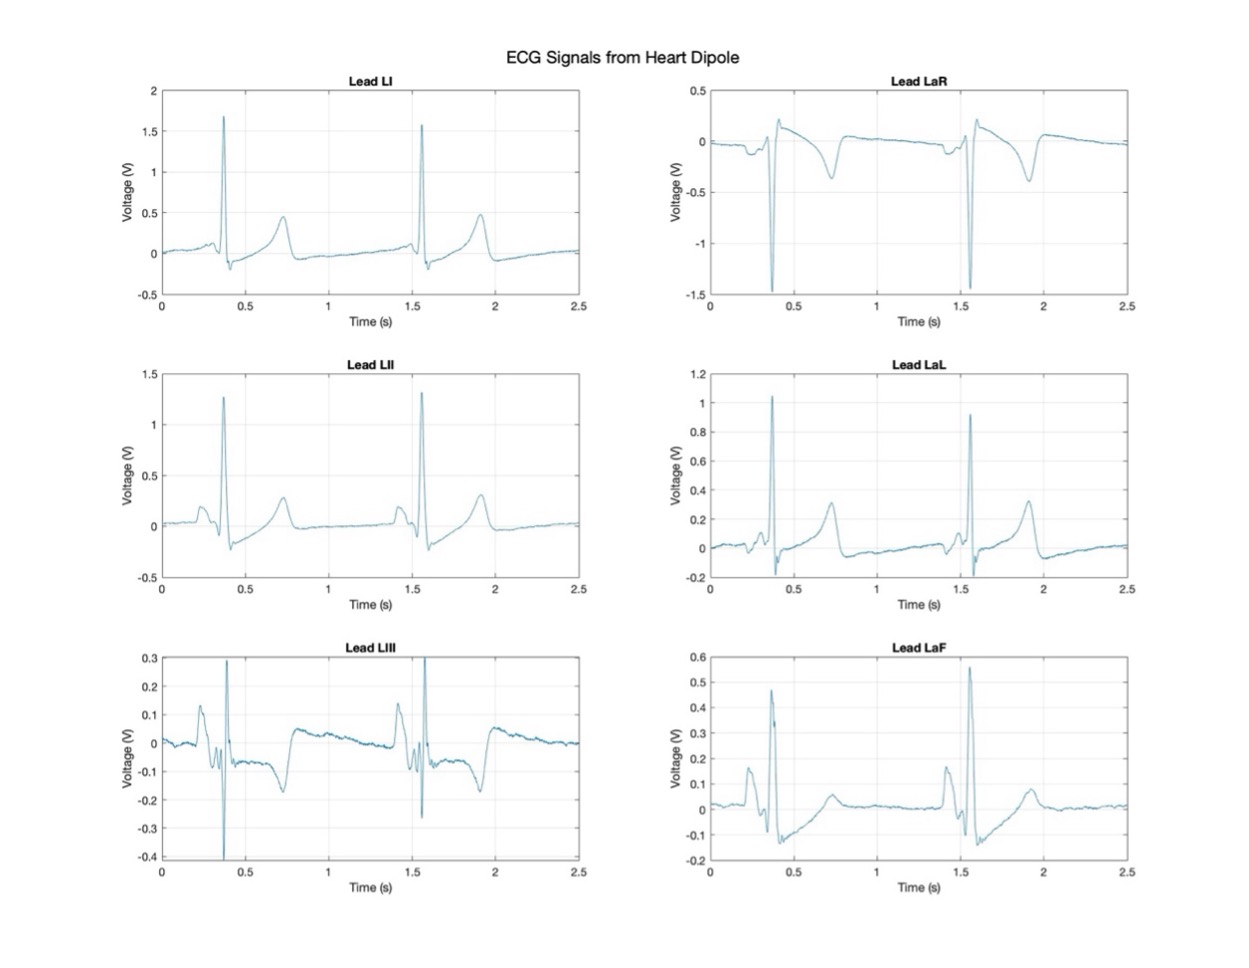 ECG Signals from Heart Dipole
Lead LI
2
1.5
1
0.5
0
-0.5
Voltage (V)
0 0.5 1 1.5 2 2.5
Time (s)
Lead LaR
0.5
0
-0.5
-1
-1.5
Voltage (V)
0 0.5 1 1.5 2 2.5
Time (s)
Lead LII
1.5
1
0.5
0
-0.5
Voltage (V)
0 0.5 1 1.5 2 2.5
Time (s)
Lead LaL
1.2
1
0.8
0.6
0.4
0.2
0
-0.2
Voltage (V)
0 0.5 1 1.5 2 2.5
Time (s)
Lead LIII
0.3
0.2
0.1
0
-0.1
-0.2
-0.3
-0.4
Voltage (V)
0 0.5 1 1.5 2 2.5
Time (s)
Lead LaF
0.6
0.5
0.4
0.3
0.2
0.1
0
-0.1
-0.2
Voltage (V)
0 0.5 1 1.5 2 2.5
Time (s)